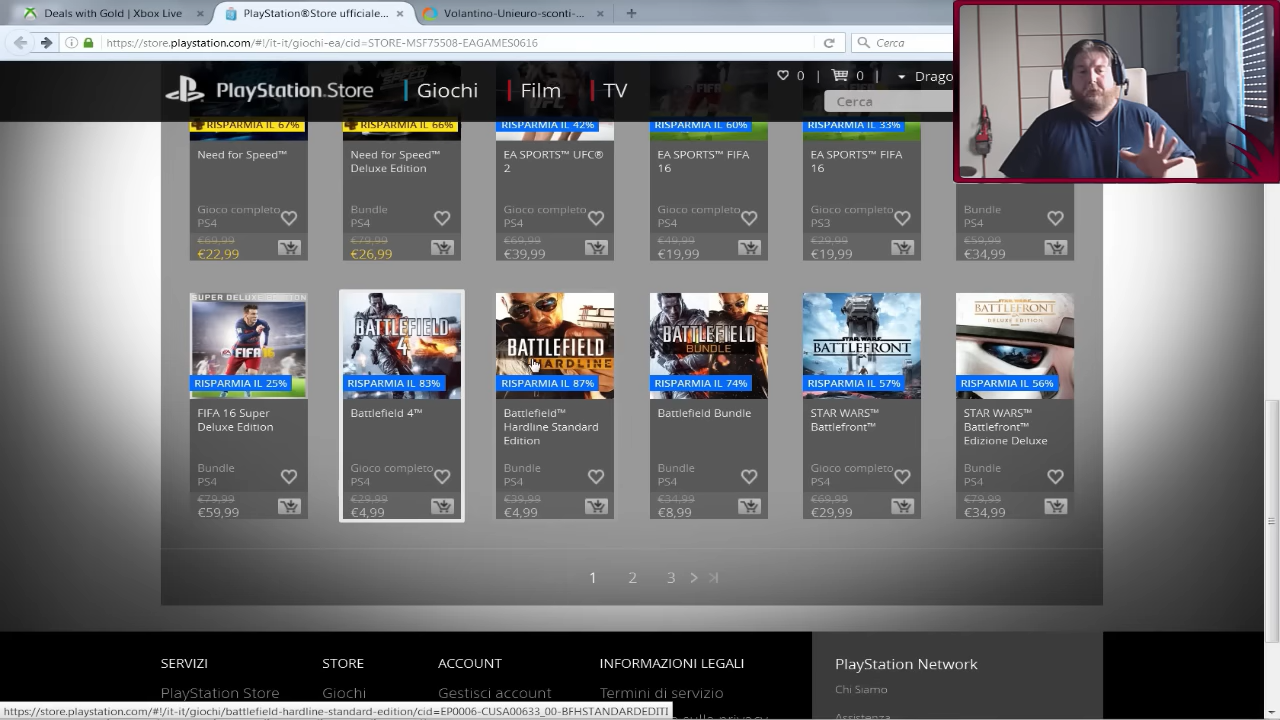 Deals with Gold | Xbox Live
PlayStation®Store ufficiale...
Volantino-Unieuro-sconti-...
https://store.playstation.com/#!/it-it/giochi-ea/cid=STORE-MSF75508-EAGAMES0616
Cerca
PlayStation.Store
Giochi
Film
TV
0
0
Drago
Cerca
RISPARMIA IL 67%
RISPARMIA IL 66%
RISPARMIA IL 42%
RISPARMIA IL 60%
RISPARMIA IL 33%
Need for Speed™
Gioco completo
PS4
€69,99
€22,99
Need for Speed™
Deluxe Edition
Bundle
PS4
€79,99
€26,99
EA SPORTS™ UFC®
2
Gioco completo
PS4
€69,99
€39,99
EA SPORTS™ FIFA
16
Gioco completo
PS4
€49,99
€19,99
EA SPORTS™ FIFA
16
Gioco completo
PS3
€29,99
€19,99
Bundle
PS4
€59,99
€34,99
SUPER DELUXE EDITION
FIFA 16
RISPARMIA IL 25%
FIFA 16 Super
Deluxe Edition
Bundle
PS4
€79,99
€59,99
BATTLEFIELD
4
RISPARMIA IL 83%
Battlefield 4™
Gioco completo
PS4
€29,99
€4,99
BATTLEFIELD
HARDLINE
RISPARMIA IL 87%
Battlefield™
Hardline Standard
Edition
Bundle
PS4
€39,99
€4,99
BATTLEFIELD
BUNDLE
RISPARMIA IL 74%
Battlefield Bundle
Bundle
PS4
€34,99
€8,99
STAR WARS
BATTLEFRONT
RISPARMIA IL 57%
STAR WARS™
Battlefront™
Gioco completo
PS4
€69,99
€29,99
STAR WARS
BATTLEFRONT
DELUXE EDITION
RISPARMIA IL 56%
STAR WARS™
Battlefront™
Edizione Deluxe
Bundle
PS4
€79,99
€34,99
1 2 3
SERVIZI
PlayStation Store
STORE
Giochi
ACCOUNT
Gestisci account
INFORMAZIONI LEGALI
Termini di servizio
PlayStation Network
Chi Siamo
Assistenza
https://store.playstation.com/#!/it-it/giochi/battlefield-hardline-standard-edition/cid=EP0006-CUSA00633_00-BFHSTANDARDEDITI